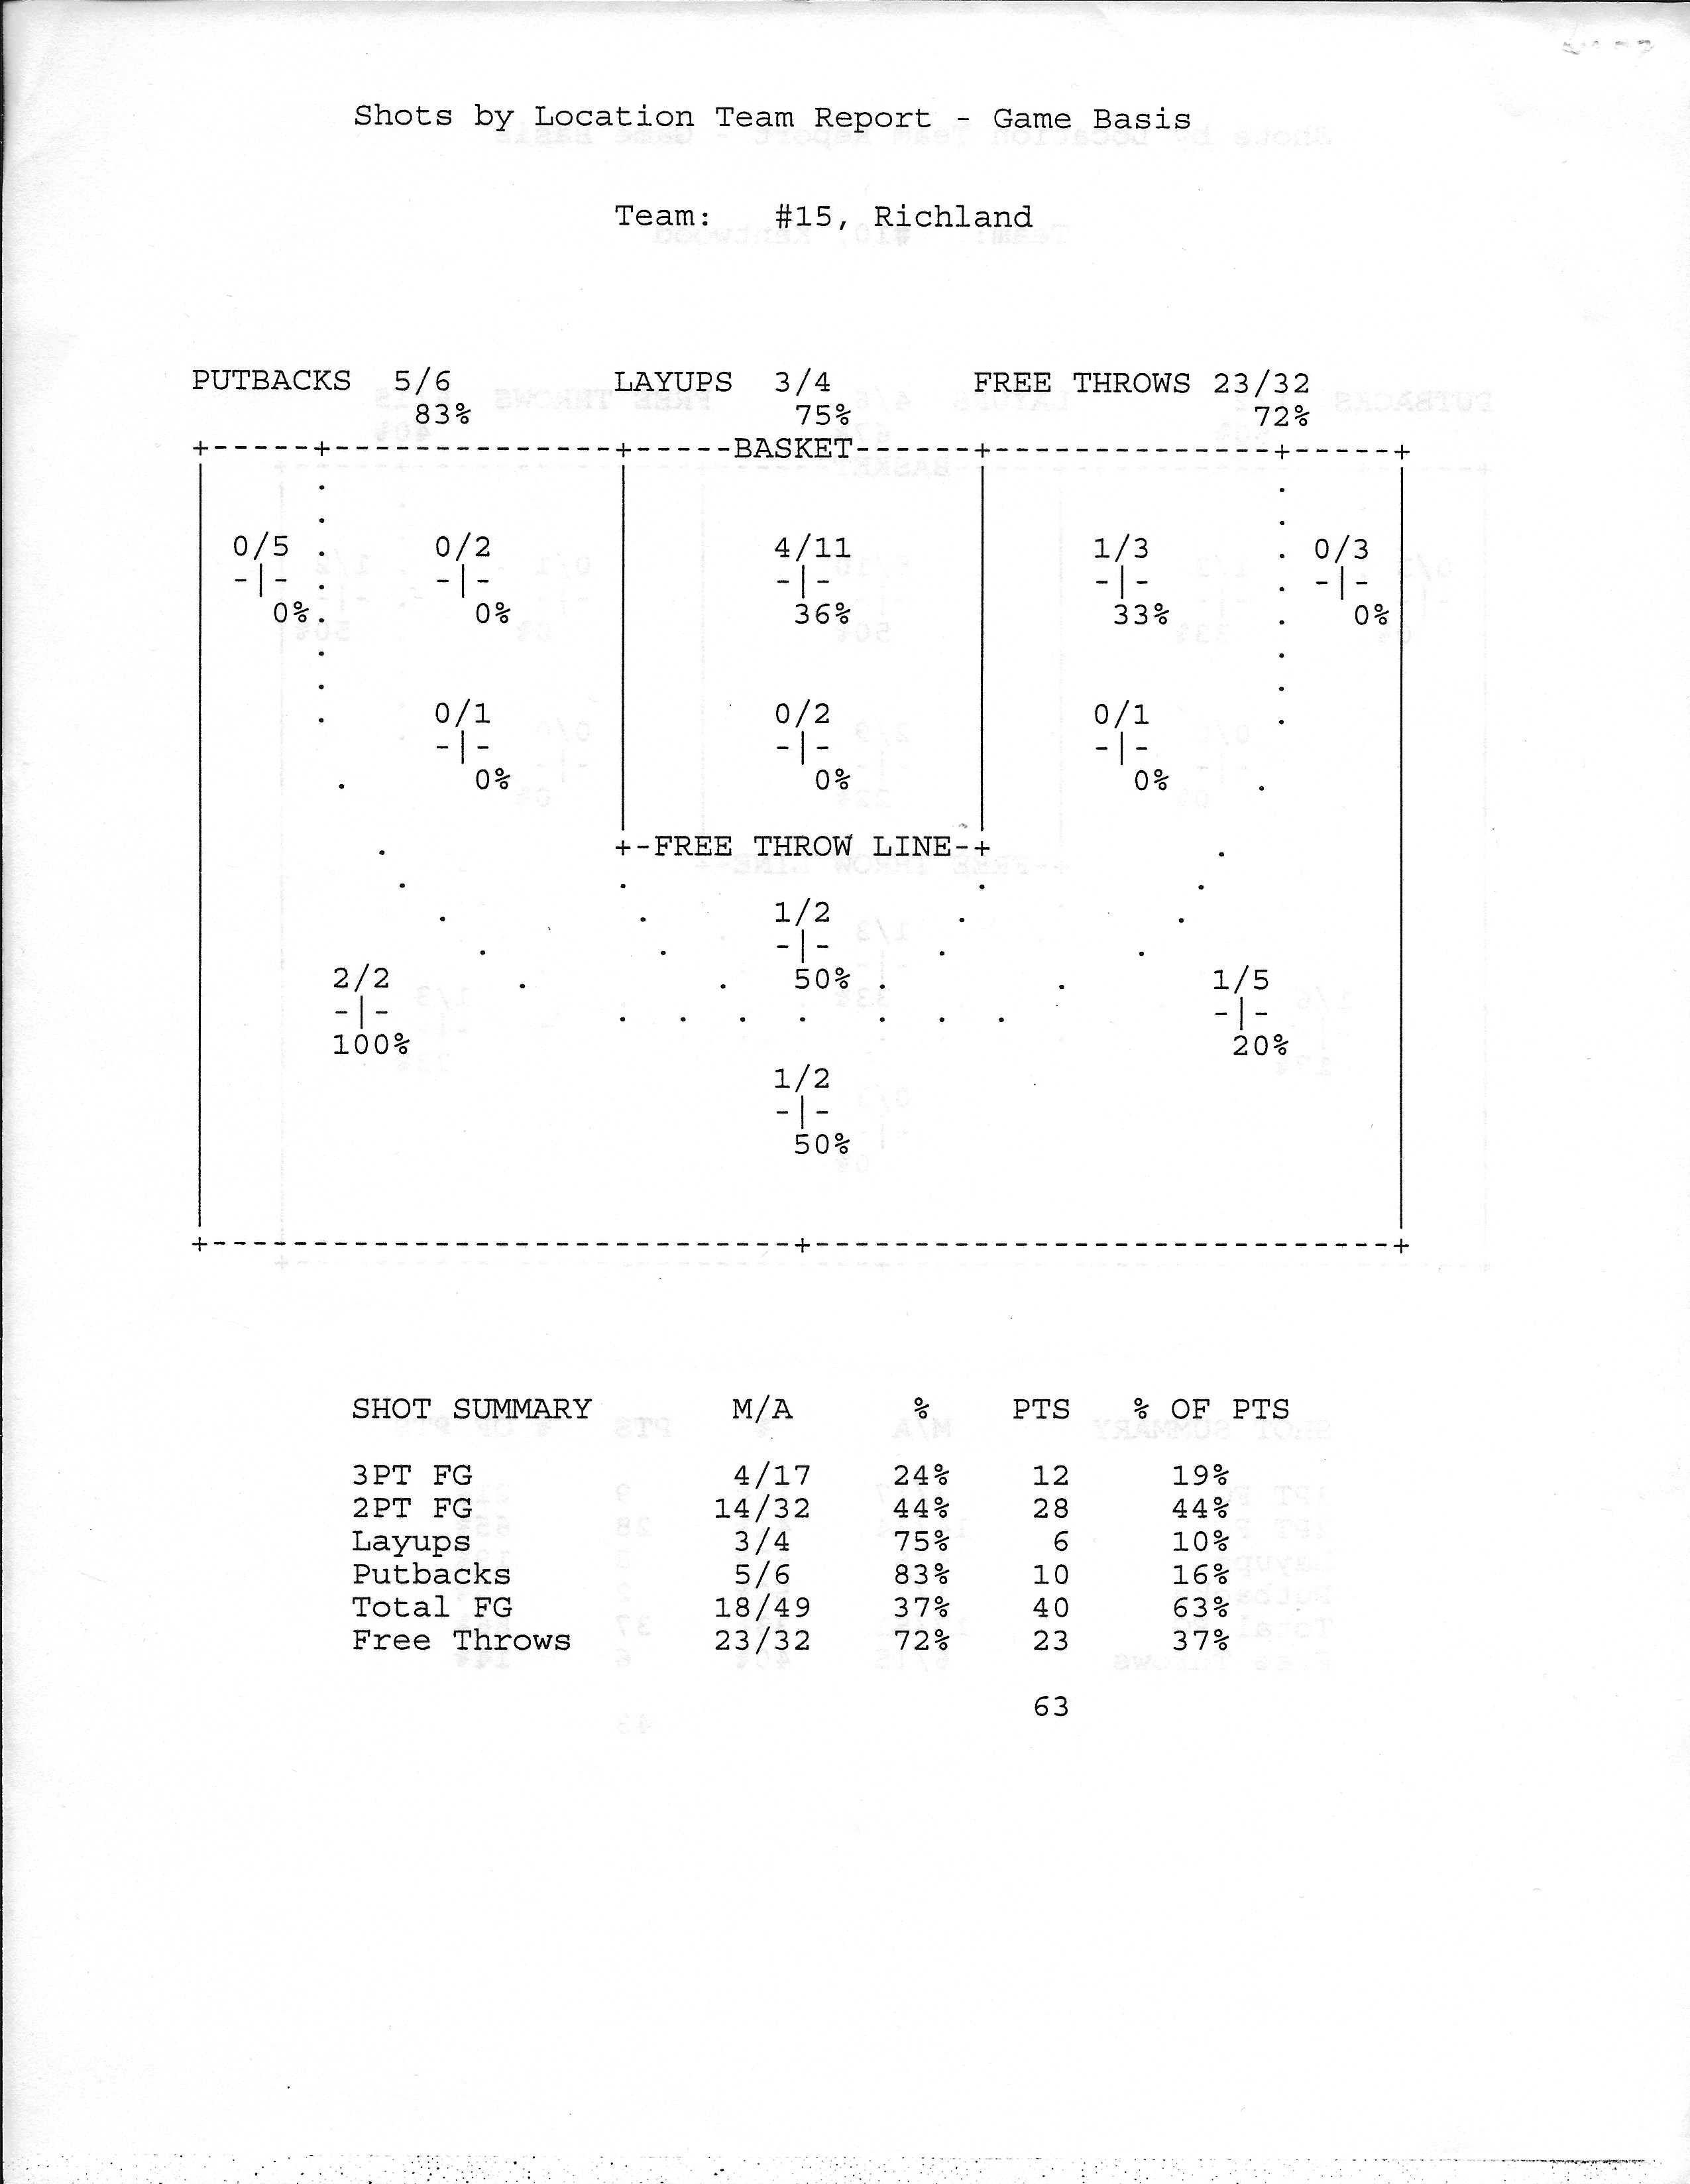 Shots by Location Team Report - Game Basis
Team: #15, Richland
PUTBACKS 5/6 LAYUPS 3/4 FREE THROWS 23/32
83% 75% 72%
+-----+--------------+-----BASKET------+--------------+-----+
0/5 0/2 4/11 1/3 0/3
-|- -|- -|- -|- -|-
0% 0% 36% 33% 0%
0/1 0/2 0/1
-|- -|- -|-
0% 0% 0%
+-FREE THROW LINE-+
1/2
-|-
2/2 50% 1/5
-|- -|-
100% 20%
1/2
-|-
50%
+-----------------------------+-----------------------------+
SHOT SUMMARY M/A % PTS % OF PTS
3PT FG 4/17 24% 12 19%
2PT FG 14/32 44% 28 44%
Layups 3/4 75% 6 10%
Putbacks 5/6 83% 10 16%
Total FG 18/49 37% 40 63%
Free Throws 23/32 72% 23 37%
63